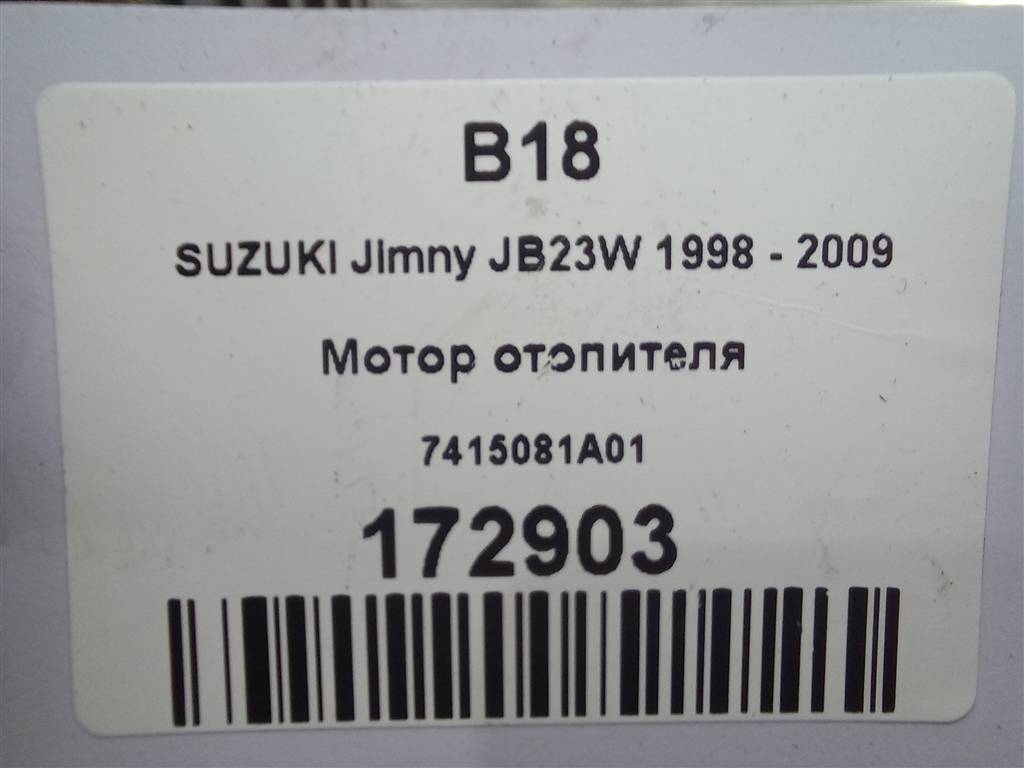 B18
SUZUKI Jimny JB23W 1998 - 2009
Мотор отопителя
7415081A01
172903